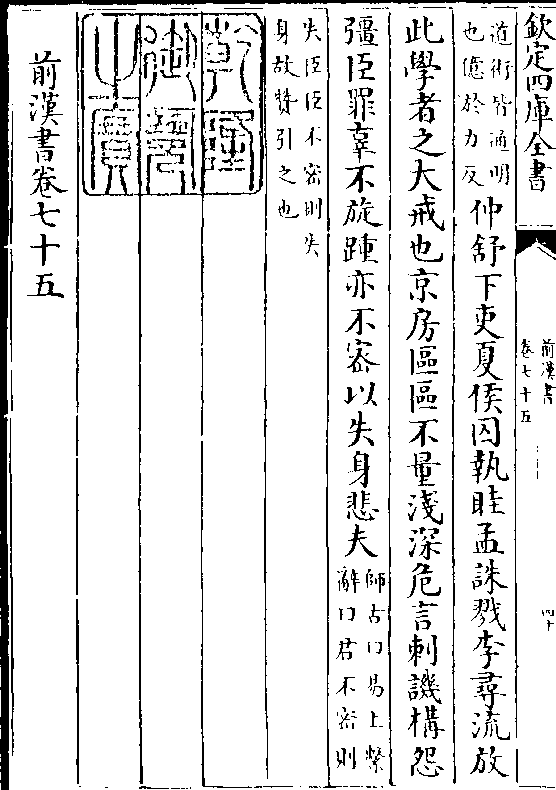 欽定四庫全書
前漢書
卷七十五
四十
道術皆通明
也億於力反
仲舒下吏夏侯囚執眭孟誅戮李尋流放
此學者之大戒也京房區區不量淺深危言刺譏構怨
彊臣罪辜不旋踵亦不密以失身悲夫
師古曰易上繫
辭曰君不密則
失臣臣不密則失
身故贊引之也
乾隆
御覽
之寶
前漢書卷七十五